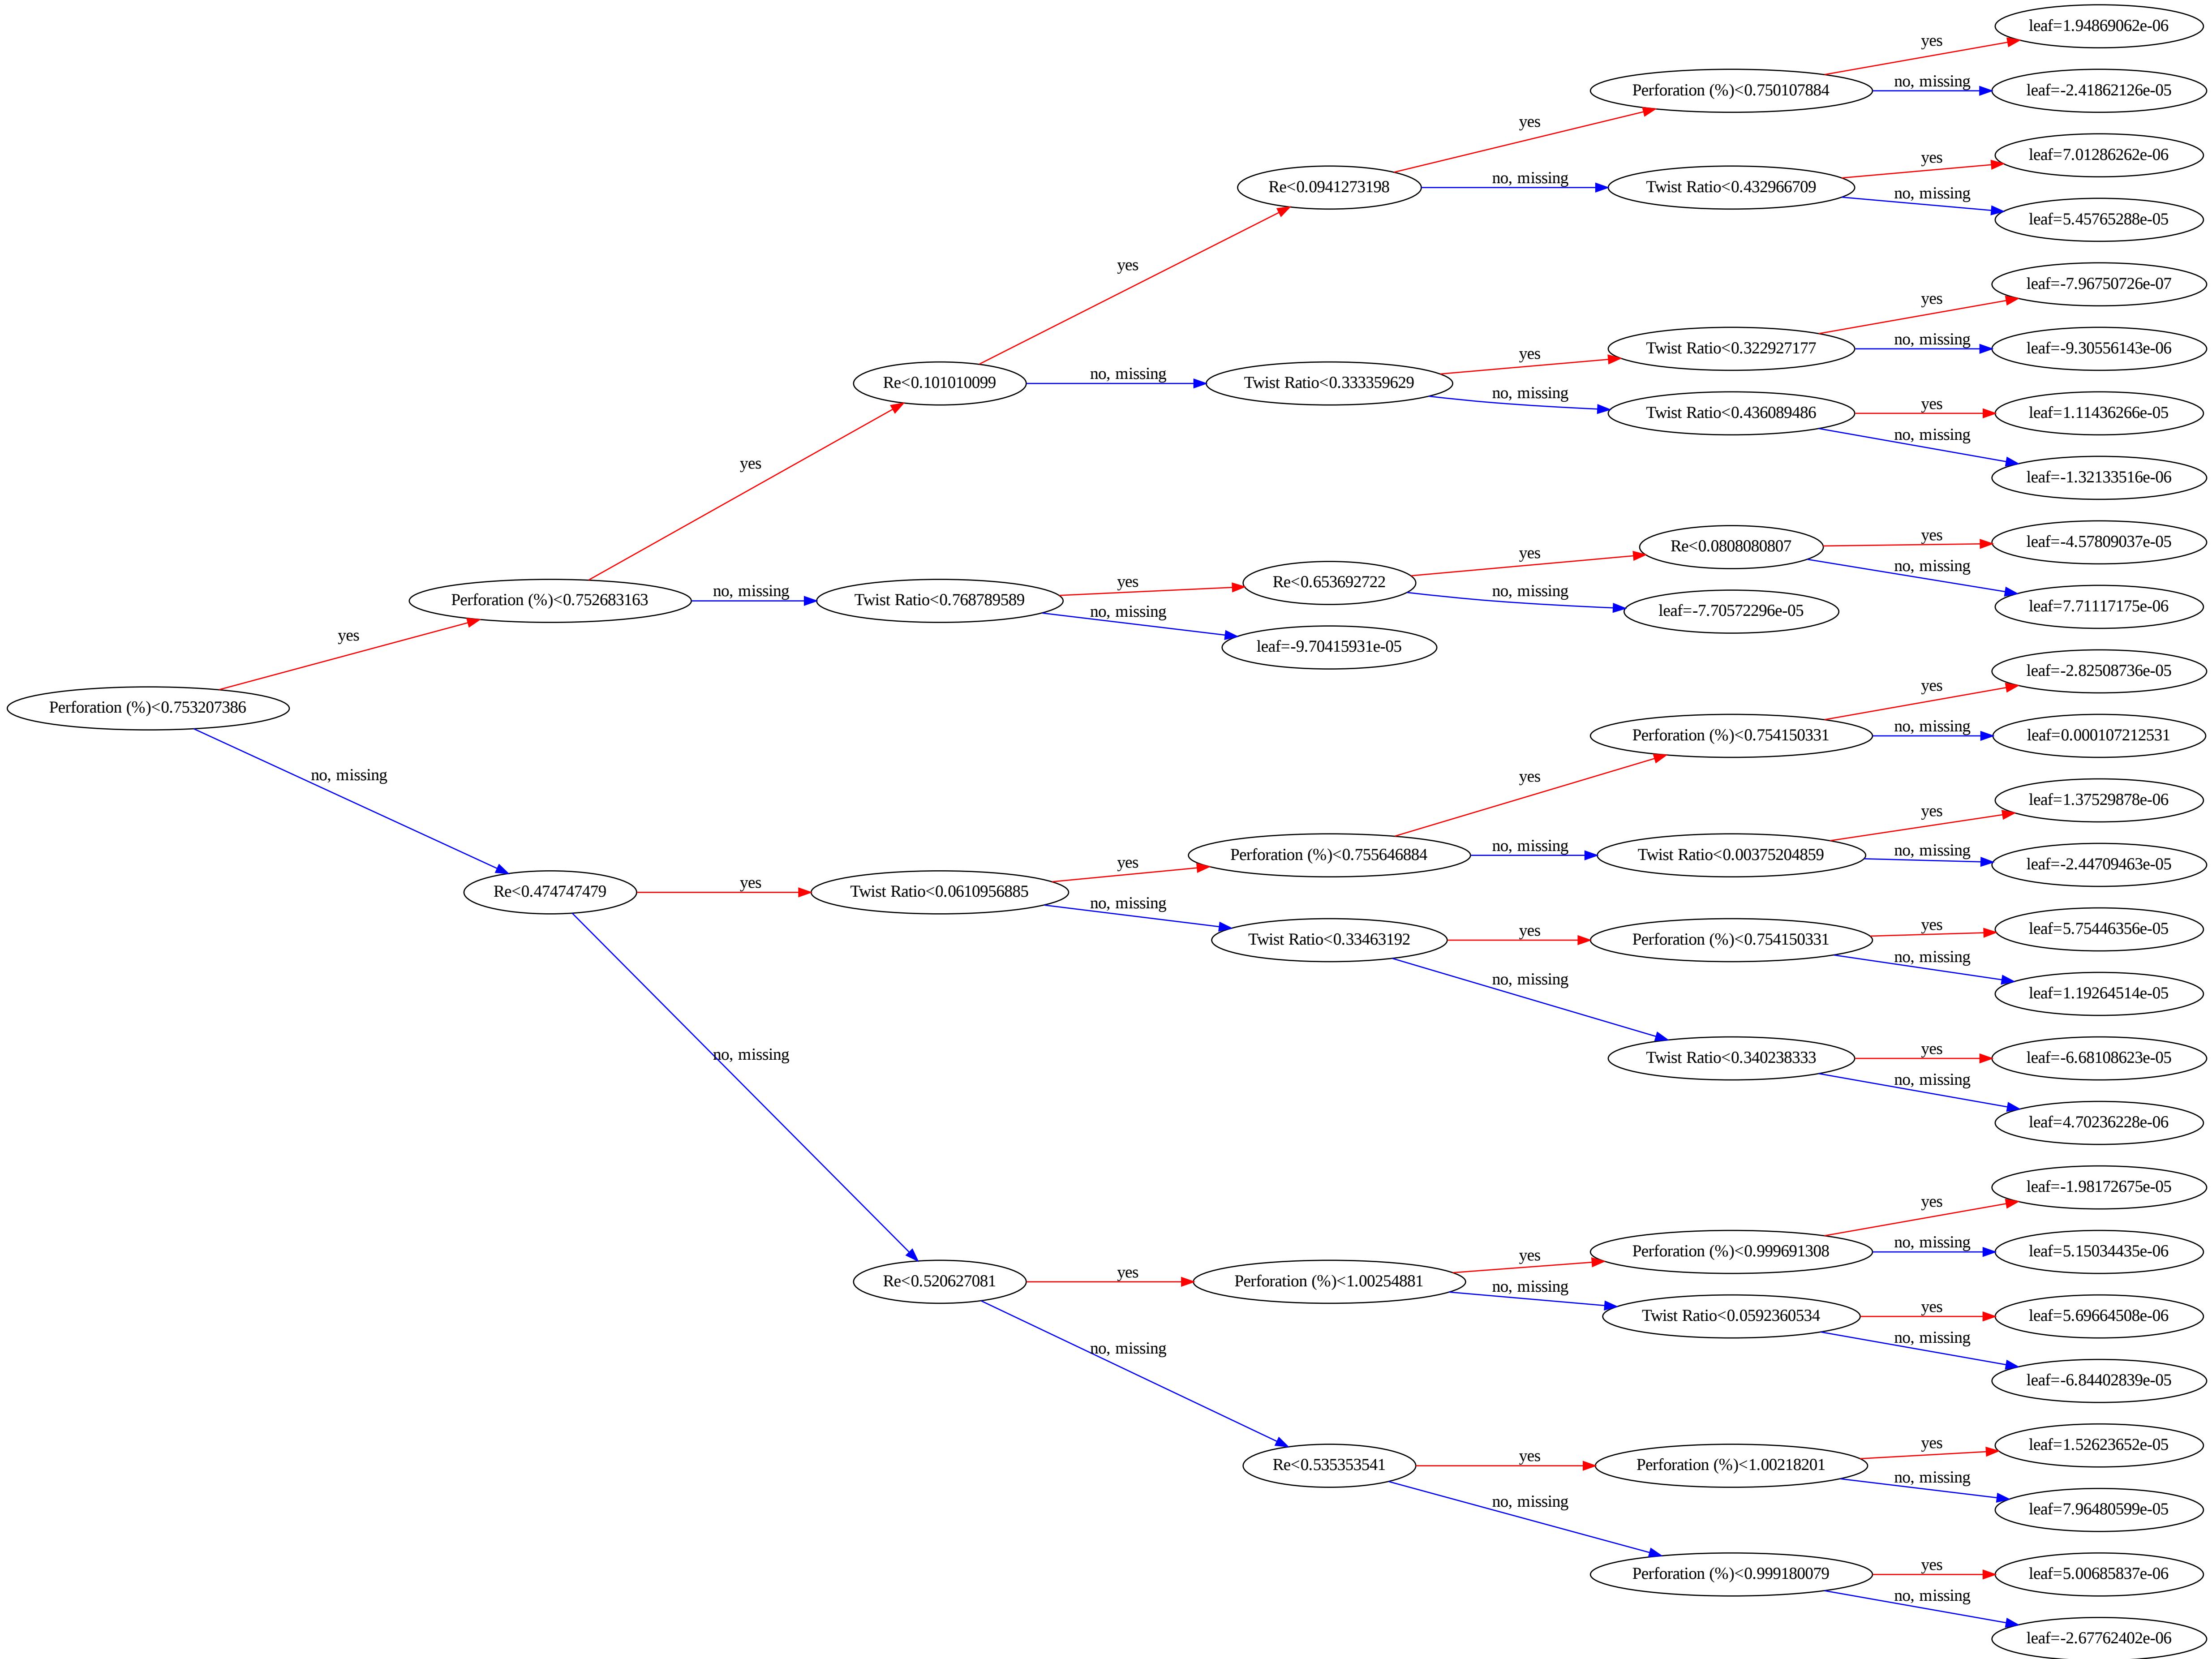 Perforation (%)<0.753207386
yes
no, missing
Perforation (%)<0.752683163
yes
no, missing
Re<0.474747479
yes
no, missing
Re<0.101010099
yes
no, missing
Twist Ratio<0.768789589
yes
no, missing
Twist Ratio<0.0610956885
yes
no, missing
Re<0.520627081
yes
no, missing
Re<0.0941273198
yes
no, missing
Twist Ratio<0.333359629
yes
no, missing
Re<0.653692722
yes
no, missing
leaf=-9.70415931e-05
Perforation (%)<0.755646884
yes
no, missing
Twist Ratio<0.33463192
yes
no, missing
Perforation (%)<1.00254881
yes
no, missing
Re<0.535353541
yes
no, missing
Perforation (%)<0.750107884
yes
no, missing
Twist Ratio<0.432966709
yes
no, missing
Twist Ratio<0.322927177
yes
no, missing
Twist Ratio<0.436089486
yes
no, missing
Re<0.0808080807
yes
no, missing
leaf=-7.70572296e-05
Perforation (%)<0.754150331
yes
no, missing
Twist Ratio<0.00375204859
yes
no, missing
Perforation (%)<0.754150331
yes
no, missing
Twist Ratio<0.340238333
yes
no, missing
Perforation (%)<0.999691308
yes
no, missing
Twist Ratio<0.0592360534
yes
no, missing
Perforation (%)<1.00218201
yes
no, missing
Perforation (%)<0.999180079
yes
no, missing
leaf=1.94869062e-06
leaf=-2.41862126e-05
leaf=7.01286262e-06
leaf=5.45765288e-05
leaf=-7.96750726e-07
leaf=-9.30556143e-06
leaf=1.11436266e-05
leaf=-1.32133516e-06
leaf=-4.57809037e-05
leaf=7.71117175e-06
leaf=-2.82508736e-05
leaf=0.000107212531
leaf=1.37529878e-06
leaf=-2.44709463e-05
leaf=5.75446356e-05
leaf=1.19264514e-05
leaf=-6.68108623e-05
leaf=4.70236228e-06
leaf=-1.98172675e-05
leaf=5.15034435e-06
leaf=5.69664508e-06
leaf=-6.84402839e-05
leaf=1.52623652e-05
leaf=7.96480599e-05
leaf=5.00685837e-06
leaf=-2.67762402e-06